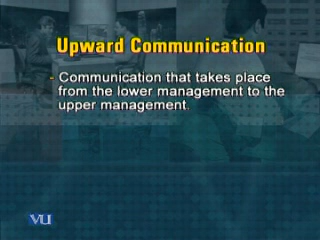 Upward Communication
- Communication that takes place
from the lower management to the
upper management.
VU